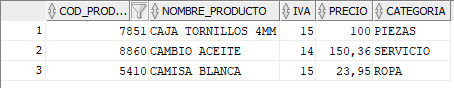 COD_PROD... NOMBRE_PRODUCTO IVA PRECIO CATEGORIA
1 7851 CAJA TORNILLOS 4MM 15 100 PIEZAS
2 8860 CAMBIO ACEITE 14 150,36 SERVICIO
3 5410 CAMISA BLANCA 15 23,95 ROPA